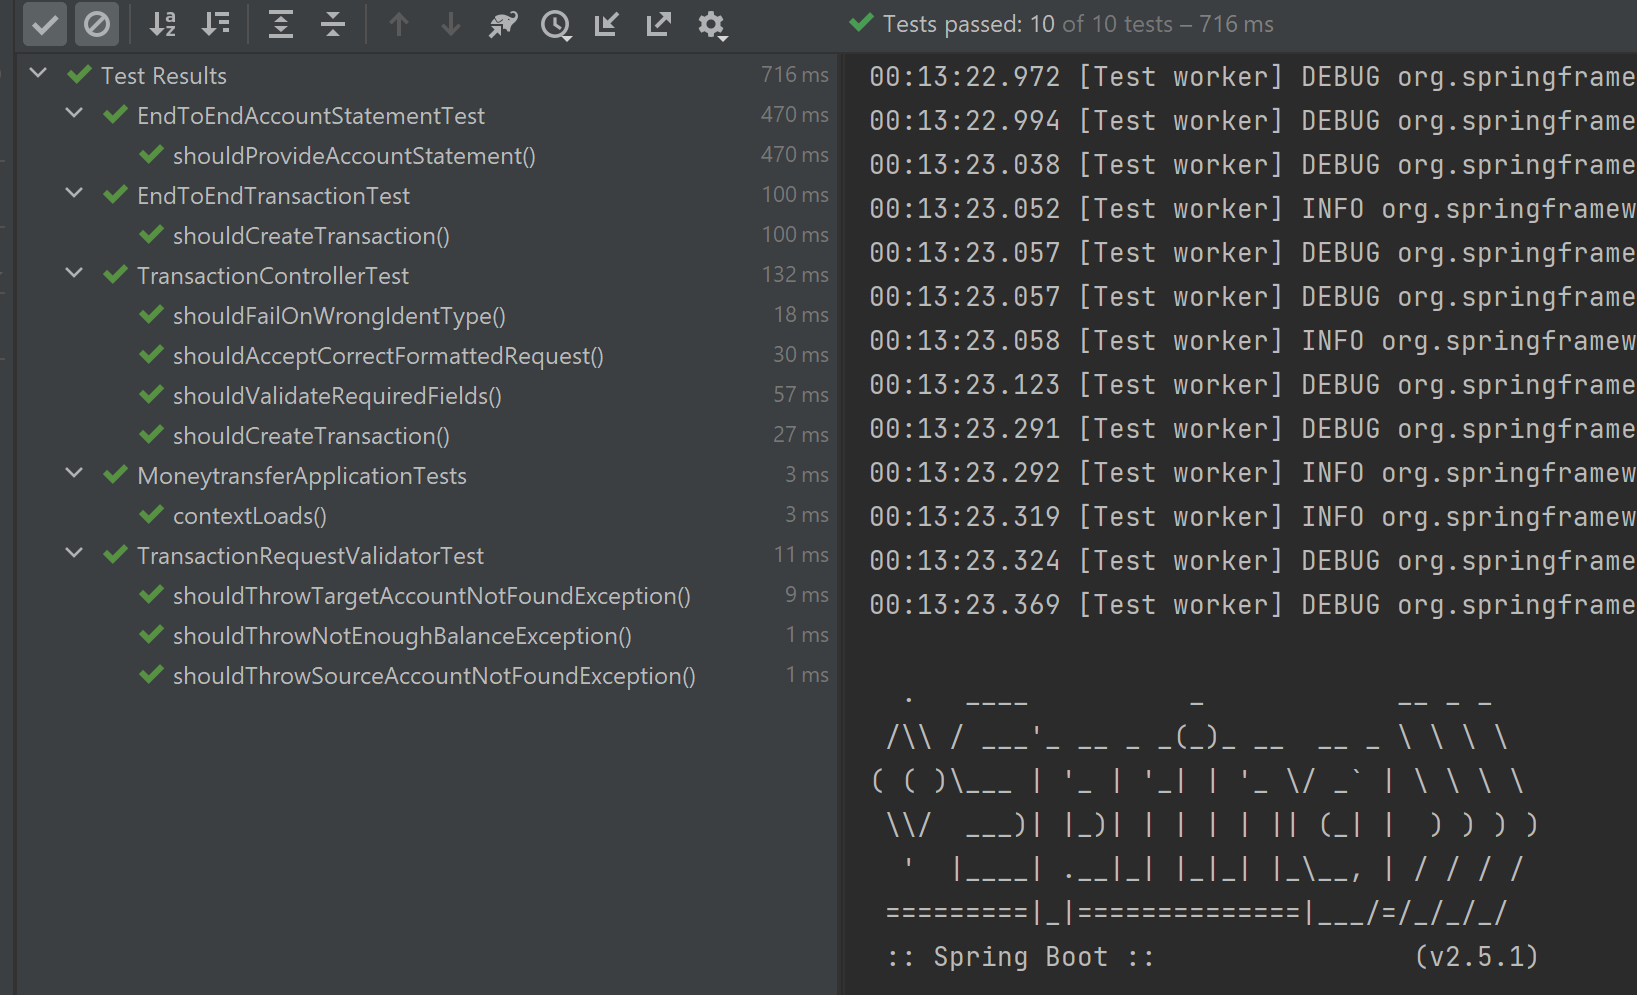 Tests passed: 10 of 10 tests – 716 ms
Test Results 716 ms
EndToEndAccountStatementTest 470 ms
shouldProvideAccountStatement() 470 ms
EndToEndTransactionTest 100 ms
shouldCreateTransaction() 100 ms
TransactionControllerTest 132 ms
shouldFailOnWrongIdentType() 18 ms
shouldAcceptCorrectFormattedRequest() 30 ms
shouldValidateRequiredFields() 57 ms
shouldCreateTransaction() 27 ms
MoneytransferApplicationTests 3 ms
contextLoads() 3 ms
TransactionRequestValidatorTest 11 ms
shouldThrowTargetAccountNotFoundException() 9 ms
shouldThrowNotEnoughBalanceException() 1 ms
shouldThrowSourceAccountNotFoundException() 1 ms
00:13:22.972 [Test worker] DEBUG org.springframe
00:13:22.994 [Test worker] DEBUG org.springframe
00:13:23.038 [Test worker] DEBUG org.springframe
00:13:23.052 [Test worker] INFO org.springframew
00:13:23.057 [Test worker] DEBUG org.springframe
00:13:23.057 [Test worker] DEBUG org.springframe
00:13:23.058 [Test worker] INFO org.springframew
00:13:23.123 [Test worker] DEBUG org.springframe
00:13:23.291 [Test worker] DEBUG org.springframe
00:13:23.292 [Test worker] INFO org.springframew
00:13:23.319 [Test worker] INFO org.springframew
00:13:23.324 [Test worker] DEBUG org.springframe
00:13:23.369 [Test worker] DEBUG org.springframe
  .   ____          _            __ _ _
 /\\ / ___'_ __ _ _(_)_ __  __ _ \ \ \ \
( ( )\___ | '_ | '_| | '_ \/ _` | \ \ \ \
 \\/  ___)| |_)| | | | | || (_| |  ) ) ) )
  '  |____| .__|_| |_|_| |_\__, | / / / /
 =========|_|==============|___/=/_/_/_/
 :: Spring Boot ::                (v2.5.1)